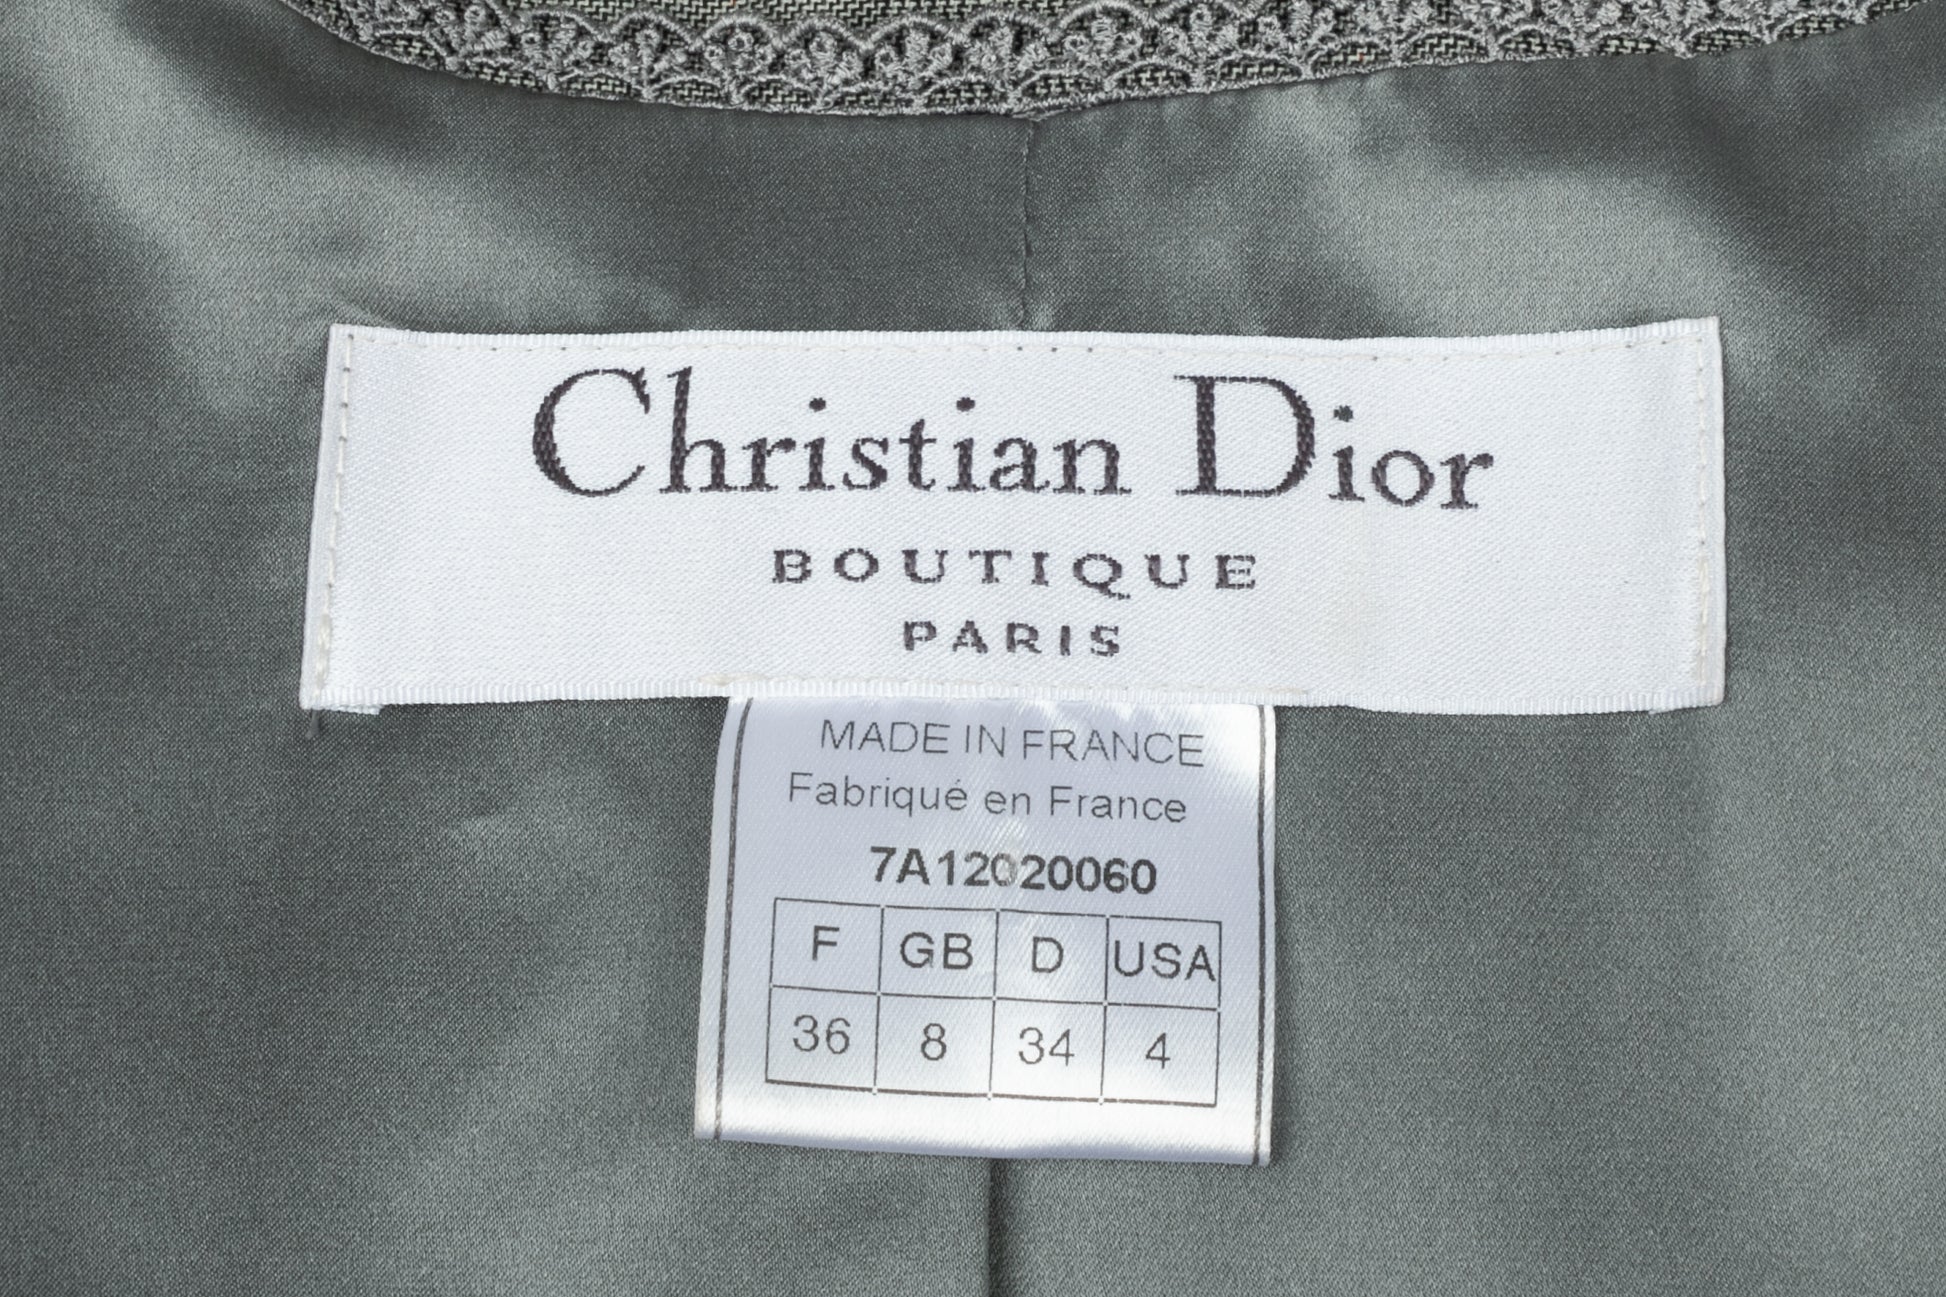 Christian Dior
BOUTIQUE
PARIS
MADE IN FRANCE
Fabriqué en France
7A12020060
F GB D USA
36 8 34 4